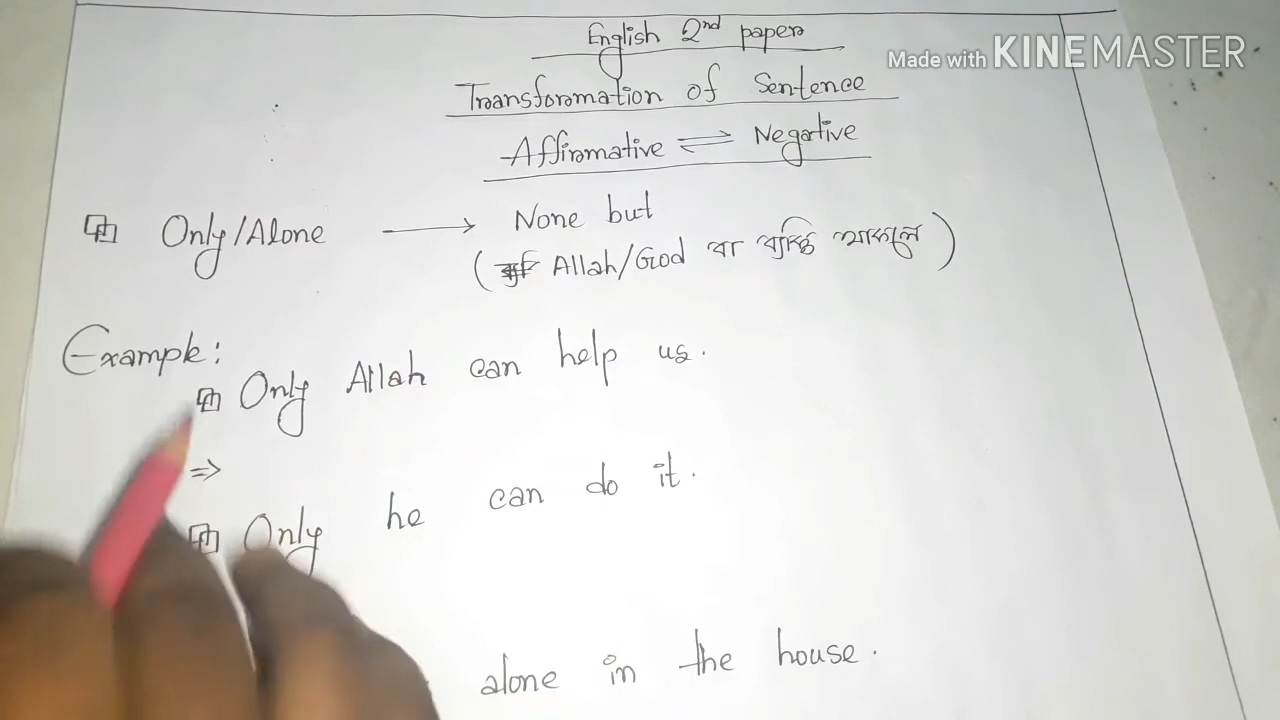 English 2nd paper
Made with KINEMASTER
Transformation of Sentence
Affirmative ⇌ Negative
Only/Alone → None but
( Allah/God বা ব্যক্তি থাকলে )
Example:
Only Allah can help us.
⇒
Only he can do it.
alone in the house.